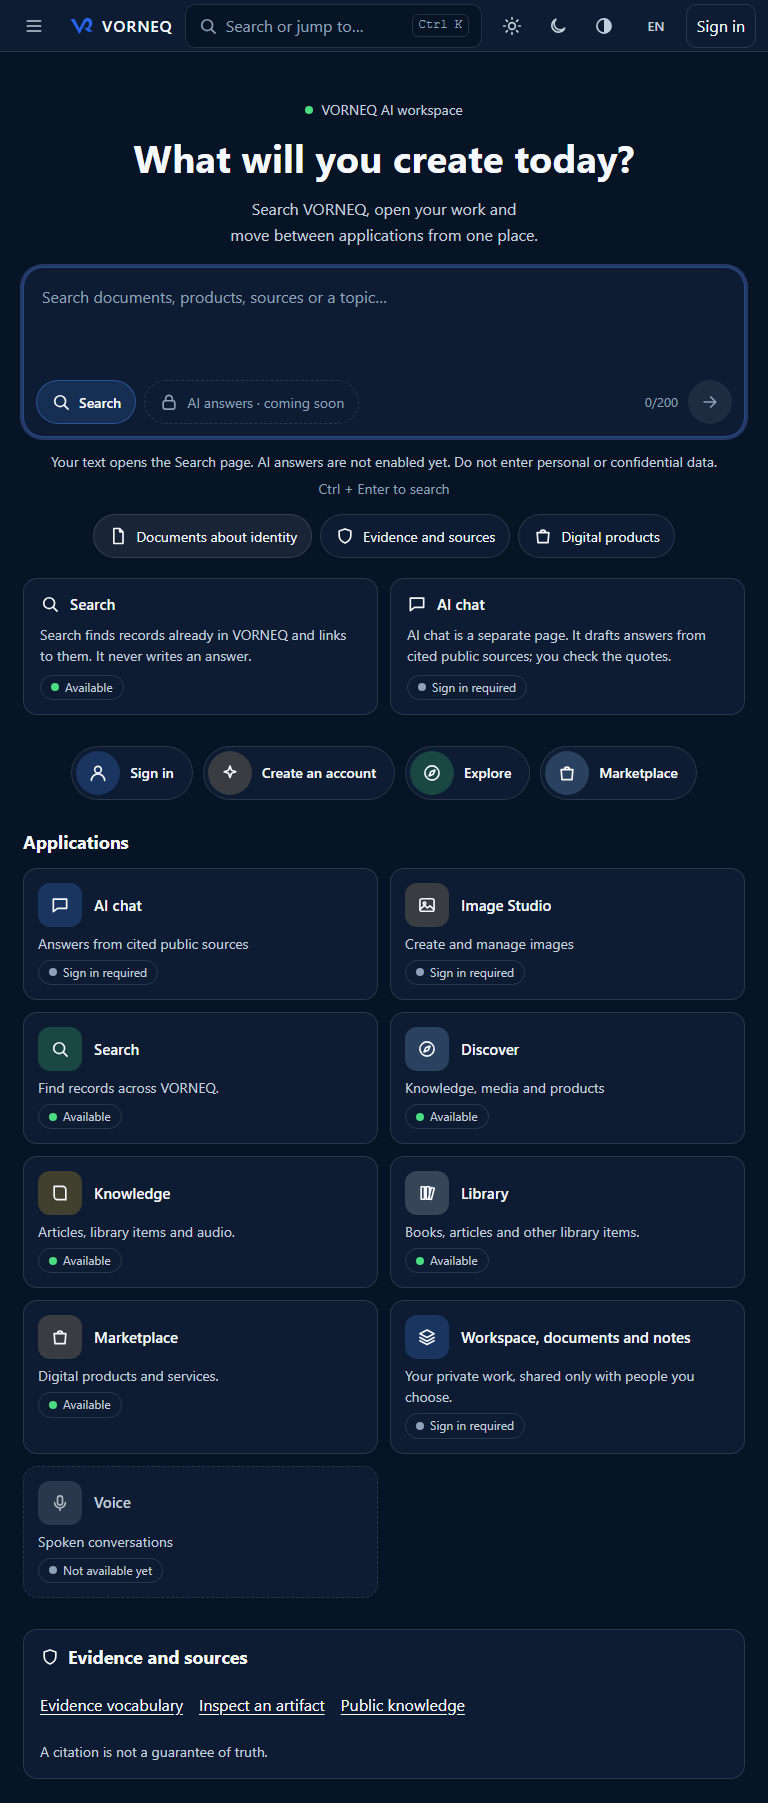 VORNEQ
Search or jump to...
Ctrl K
EN
Sign in
VORNEQ AI workspace
What will you create today?
Search VORNEQ, open your work and
move between applications from one place.
Search documents, products, sources or a topic...
Search
AI answers · coming soon
0/200
Your text opens the Search page. AI answers are not enabled yet. Do not enter personal or confidential data.
Ctrl + Enter to search
Documents about identity
Evidence and sources
Digital products
Search
Search finds records already in VORNEQ and links
to them. It never writes an answer.
Available
AI chat
AI chat is a separate page. It drafts answers from
cited public sources; you check the quotes.
Sign in required
Sign in
Create an account
Explore
Marketplace
Applications
AI chat
Answers from cited public sources
Sign in required
Image Studio
Create and manage images
Sign in required
Search
Find records across VORNEQ.
Available
Discover
Knowledge, media and products
Available
Knowledge
Articles, library items and audio.
Available
Library
Books, articles and other library items.
Available
Marketplace
Digital products and services.
Available
Workspace, documents and notes
Your private work, shared only with people you
choose.
Sign in required
Voice
Spoken conversations
Not available yet
Evidence and sources
Evidence vocabulary
Inspect an artifact
Public knowledge
A citation is not a guarantee of truth.